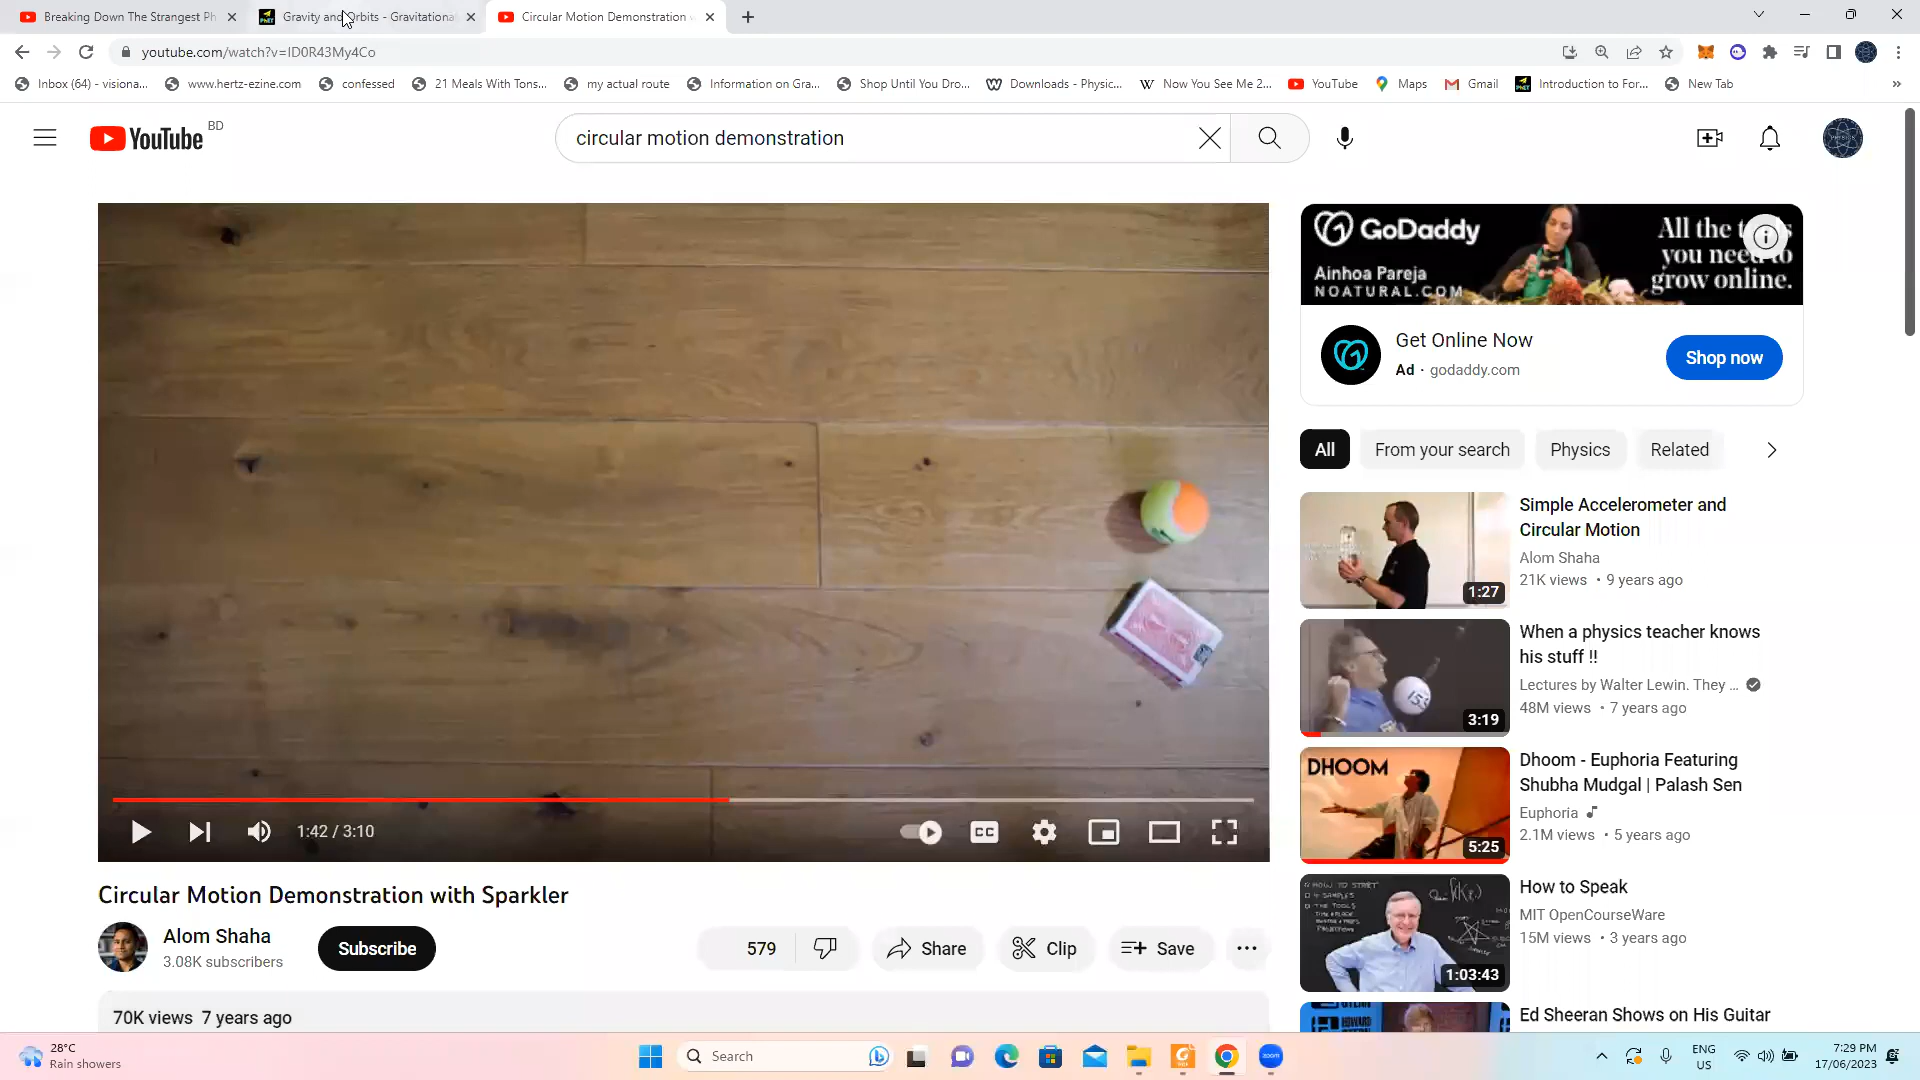 Breaking Down The Strangest Ph
Gravity and Orbits - Gravitational
Circular Motion Demonstration
youtube.com/watch?v=ID0R43My4Co
Inbox (64) - visiona...
www.hertz-ezine.com
confessed
21 Meals With Tons...
my actual route
Information on Gra...
Shop Until You Dro...
Downloads - Physic...
Now You See Me 2...
YouTube
Maps
Gmail
Introduction to For...
New Tab
YouTube BD
circular motion demonstration
GoDaddy
Ainhoa Pareja
NOATURAL.COM
All the
you need to
grow online.
Get Online Now
Ad · godaddy.com
Shop now
All
From your search
Physics
Related
Simple Accelerometer and
Circular Motion
Alom Shaha
21K views • 9 years ago
1:27
When a physics teacher knows
his stuff !!
Lectures by Walter Lewin. They ...
48M views • 7 years ago
3:19
DHOOM
Dhoom - Euphoria Featuring
Shubha Mudgal | Palash Sen
Euphoria
2.1M views • 5 years ago
5:25
How to Speak
MIT OpenCourseWare
15M views • 3 years ago
1:03:43
Ed Sheeran Shows on His Guitar
1:42 / 3:10
CC
Circular Motion Demonstration with Sparkler
Alom Shaha
3.08K subscribers
Subscribe
579
Share
Clip
Save
70K views 7 years ago
28°C
Rain showers
Search
zoom
ENG
US
7:29 PM
17/06/2023